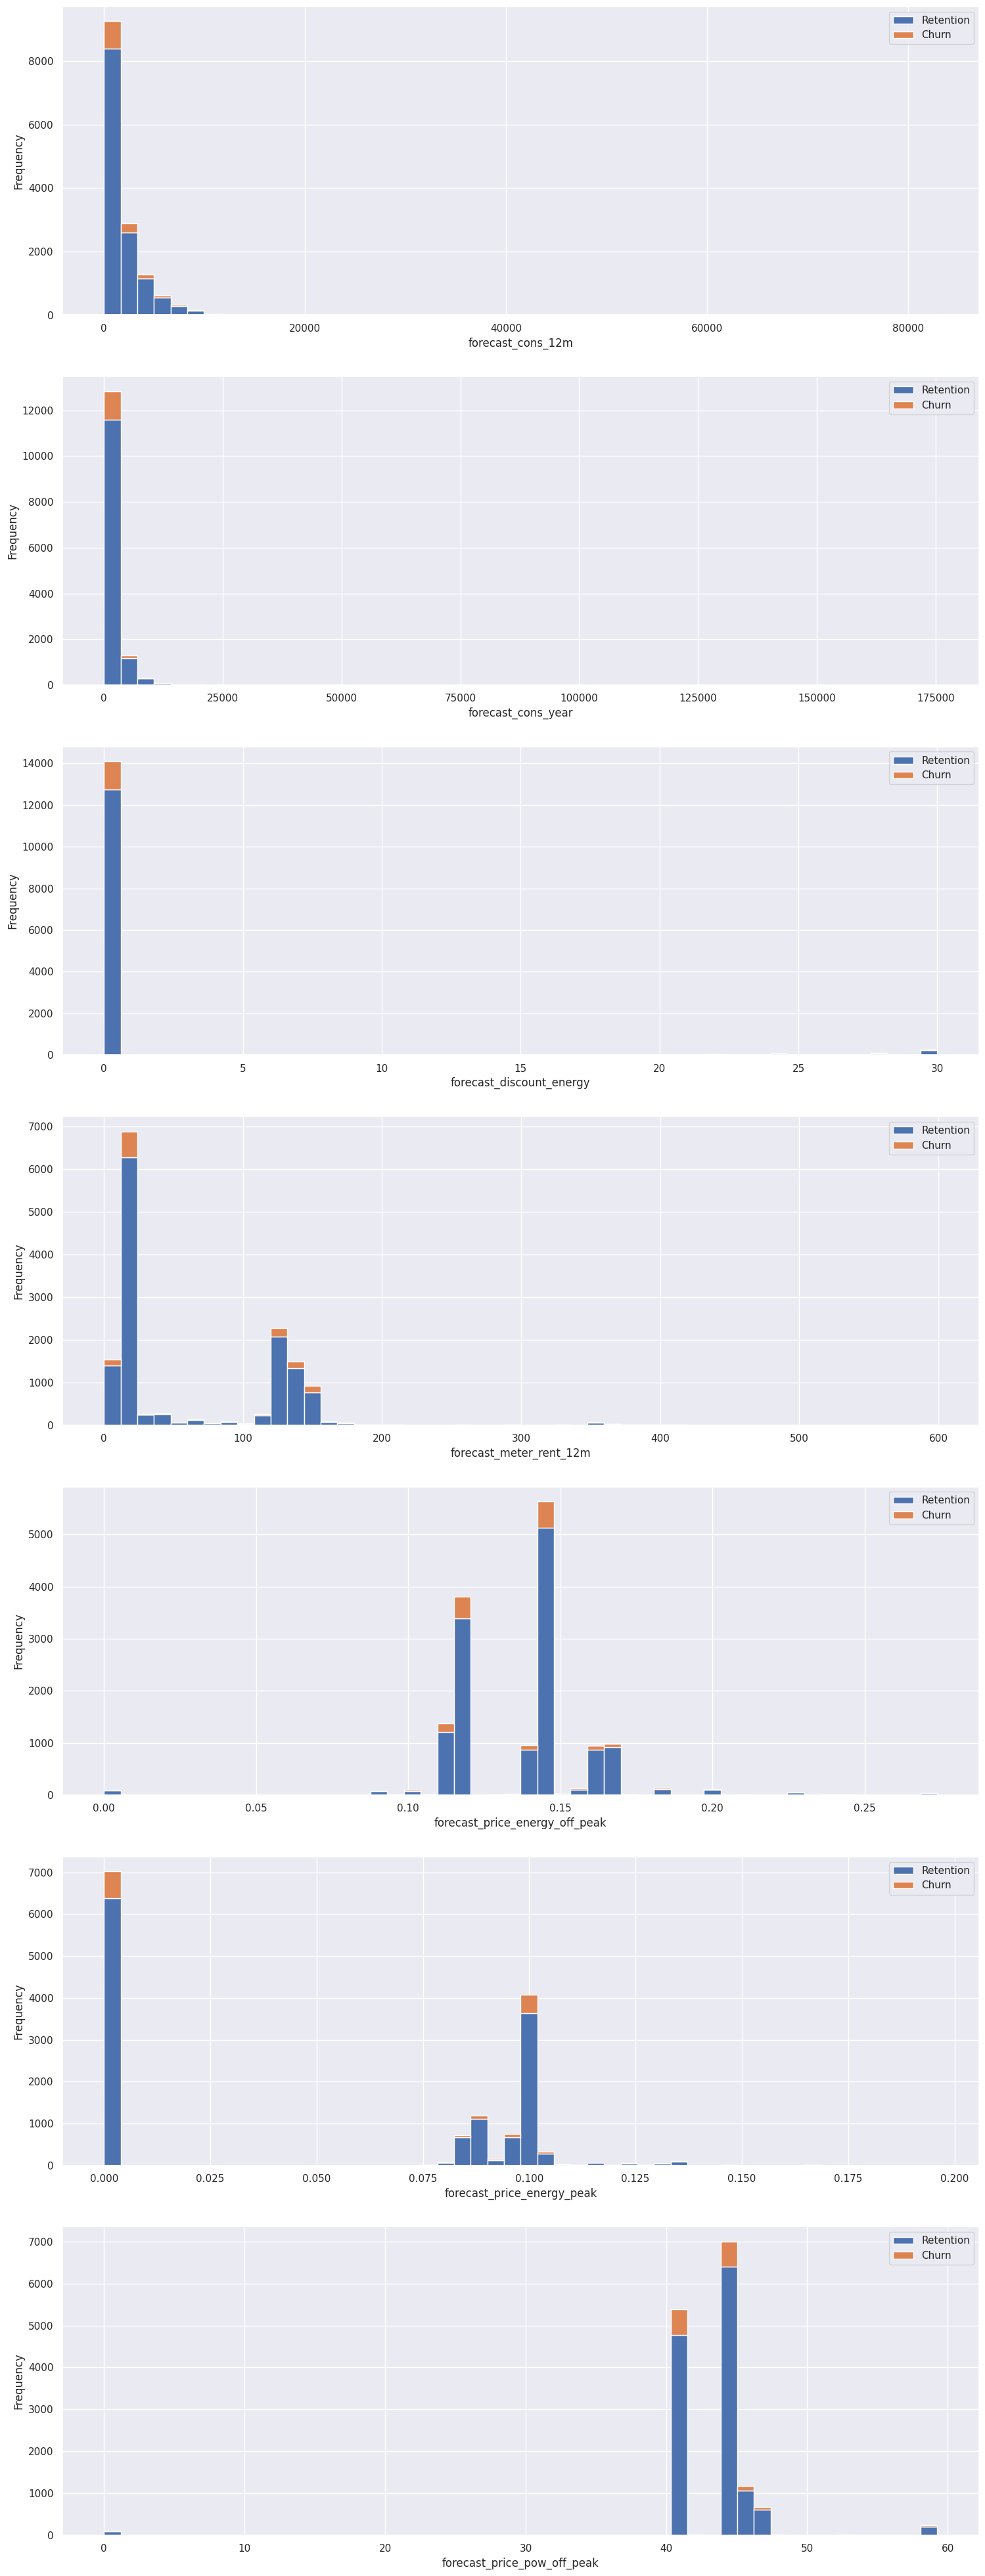 Retention
Churn
8000
6000
4000
2000
0
Frequency
0 20000 40000 60000 80000
forecast_cons_12m
Retention
Churn
12000
10000
8000
6000
4000
2000
0
Frequency
0 25000 50000 75000 100000 125000 150000 175000
forecast_cons_year
Retention
Churn
14000
12000
10000
8000
6000
4000
2000
0
Frequency
0 5 10 15 20 25 30
forecast_discount_energy
Retention
Churn
7000
6000
5000
4000
3000
2000
1000
0
Frequency
0 100 200 300 400 500 600
forecast_meter_rent_12m
Retention
Churn
5000
4000
3000
2000
1000
0
Frequency
0.00 0.05 0.10 0.15 0.20 0.25
forecast_price_energy_off_peak
Retention
Churn
7000
6000
5000
4000
3000
2000
1000
0
Frequency
0.000 0.025 0.050 0.075 0.100 0.125 0.150 0.175 0.200
forecast_price_energy_peak
Retention
Churn
7000
6000
5000
4000
3000
2000
1000
0
Frequency
0 10 20 30 40 50 60
forecast_price_pow_off_peak